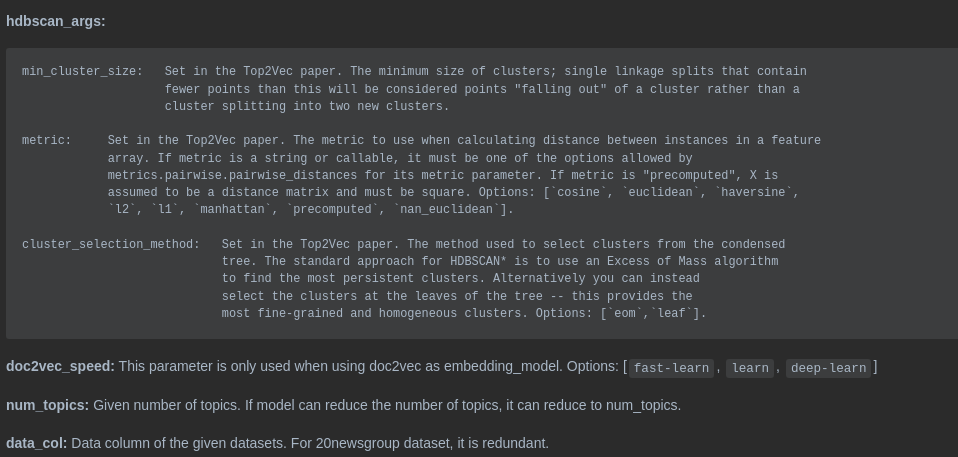 hdbscan_args:
min_cluster_size:   Set in the Top2Vec paper. The minimum size of clusters; single linkage splits that contain
fewer points than this will be considered points "falling out" of a cluster rather than a
cluster splitting into two new clusters.
metric:     Set in the Top2Vec paper. The metric to use when calculating distance between instances in a feature
array. If metric is a string or callable, it must be one of the options allowed by
metrics.pairwise.pairwise_distances for its metric parameter. If metric is "precomputed", X is
assumed to be a distance matrix and must be square. Options: [`cosine`, `euclidean`, `haversine`,
`l2`, `l1`, `manhattan`, `precomputed`, `nan_euclidean`].
cluster_selection_method:   Set in the Top2Vec paper. The method used to select clusters from the condensed
tree. The standard approach for HDBSCAN* is to use an Excess of Mass algorithm
to find the most persistent clusters. Alternatively you can instead
select the clusters at the leaves of the tree -- this provides the
most fine-grained and homogeneous clusters. Options: [`eom`,`leaf`].
doc2vec_speed: This parameter is only used when using doc2vec as embedding_model. Options: [ fast-learn , learn , deep-learn ]
num_topics: Given number of topics. If model can reduce the number of topics, it can reduce to num_topics.
data_col: Data column of the given datasets. For 20newsgroup dataset, it is redundant.